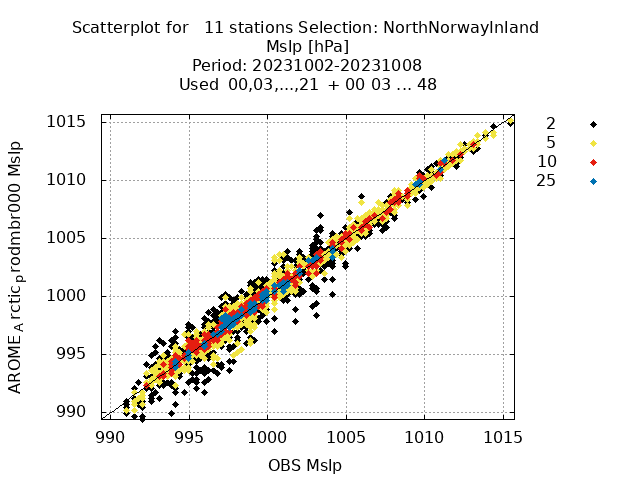 Scatterplot for 11 stations Selection: NorthNorwayInland
Mslp [hPa]
Period: 20231002-20231008
Used 00,03,...,21 + 00 03 ... 48
2
5
10
25
1015
1010
1005
1000
995
990
990 995 1000 1005 1010 1015
OBS Mslp
AROME_Arctic_prodmbr000 Mslp